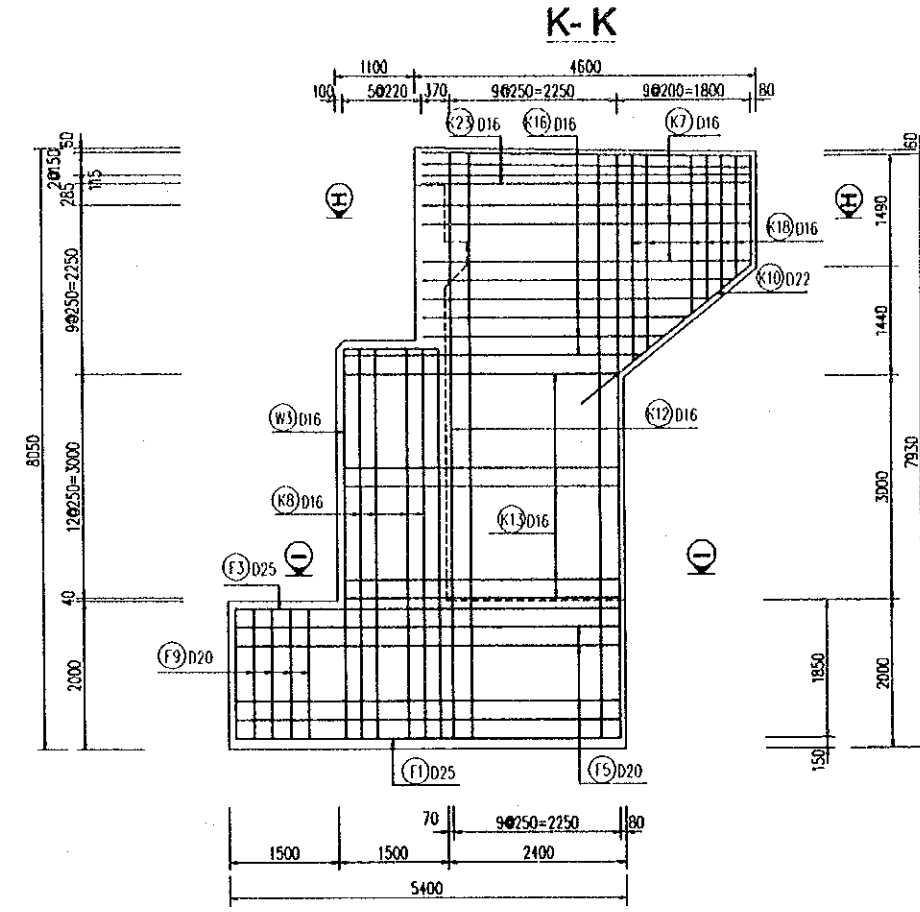 K- K
1100
4600
100
5@220
370
9@250=2250
9@200=1800
80
K23 D16
K16 D16
K7 D16
60
2@150
285
115
60
H
H
1490
K18 D16
K10 D22
9@250=2250
1440
W3 D16
K12 D16
8050
12@250=3000
3000
7930
K8 D16
K13 D16
I
I
F3 D25
40
F9 D20
2000
1850
2000
F1 D25
F5 D20
150
70
9@250=2250
80
1500
1500
2400
5400